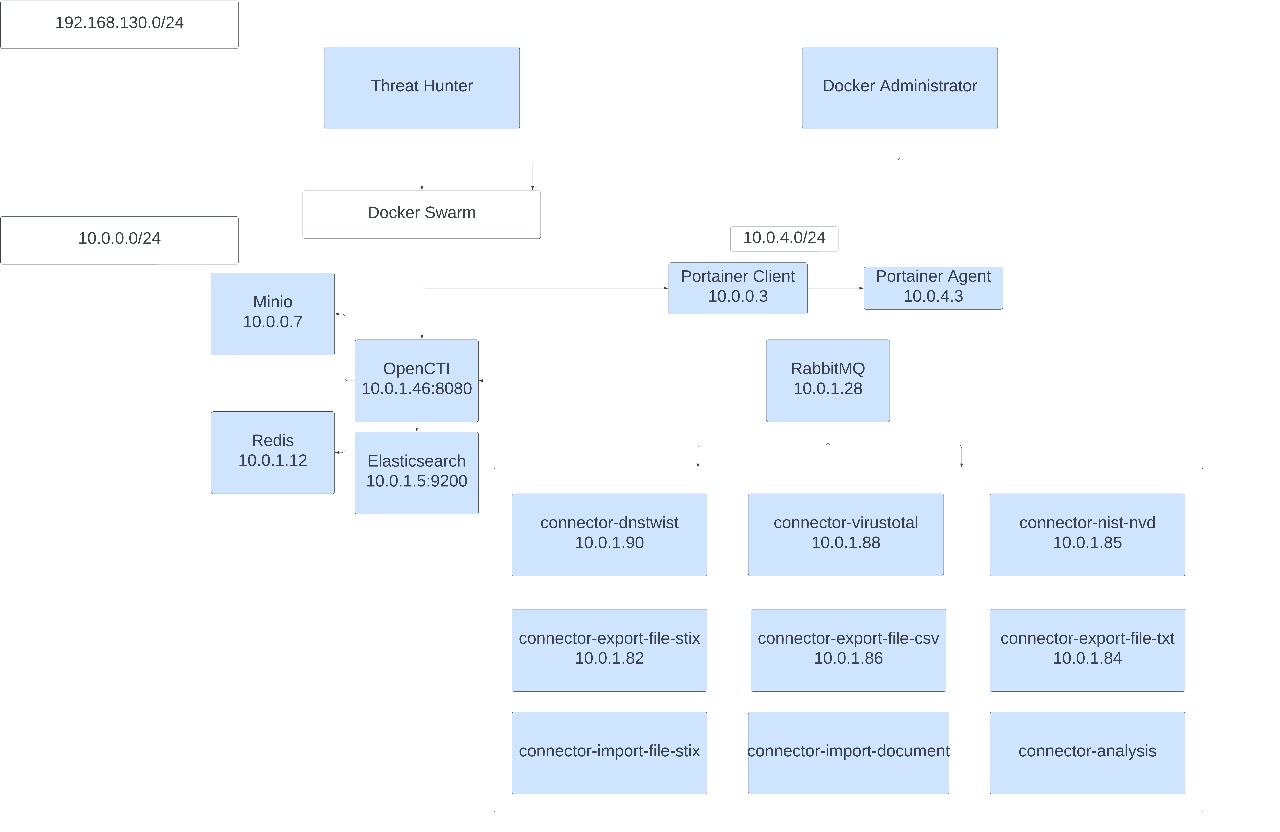 192.168.130.0/24
Threat Hunter
Docker Administrator
Docker Swarm
10.0.0.0/24
10.0.4.0/24
Portainer Client
10.0.0.3
Portainer Agent
10.0.4.3
Minio
10.0.0.7
OpenCTI
10.0.1.46:8080
RabbitMQ
10.0.1.28
Redis
10.0.1.12
Elasticsearch
10.0.1.5:9200
connector-dnstwist
10.0.1.90
connector-virustotal
10.0.1.88
connector-nist-nvd
10.0.1.85
connector-export-file-stix
10.0.1.82
connector-export-file-csv
10.0.1.86
connector-export-file-txt
10.0.1.84
connector-import-file-stix
connector-import-document
connector-analysis